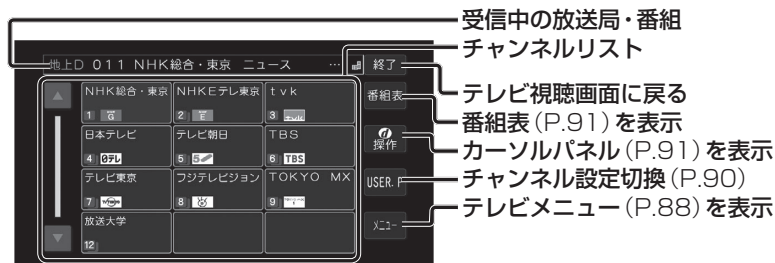 受信中の放送局・番組
チャンネルリスト
テレビ視聴画面に戻る
番組表（P.91）を表示
カーソルパネル（P.91）を表示
チャンネル設定切換（P.90）
テレビメニュー（P.88）を表示
地上D 011 NHK総合・東京 ニュース … 終了
NHK総合・東京 NHKEテレ東京 tvk 番組表
1 G 2 E 3 tvk
日本テレビ テレビ朝日 TBS d 操作
4 日テレ 5 5 6 TBS
テレビ東京 フジテレビジョン TOKYO MX USER. P
7 8 9
放送大学 メニュー
12